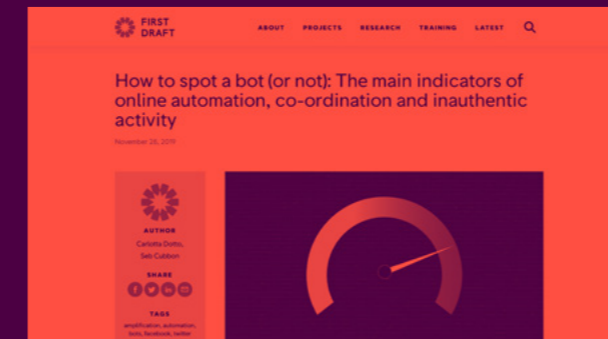 FIRST
DRAFT
ABOUT PROJECTS RESEARCH TRAINING LATEST
How to spot a bot (or not): The main indicators of
online automation, co-ordination and inauthentic
activity
November 28, 2019
AUTHOR
Carlotta Dotto,
Seb Cubbon
SHARE
TAGS
amplification, automation,
bots, facebook, twitter